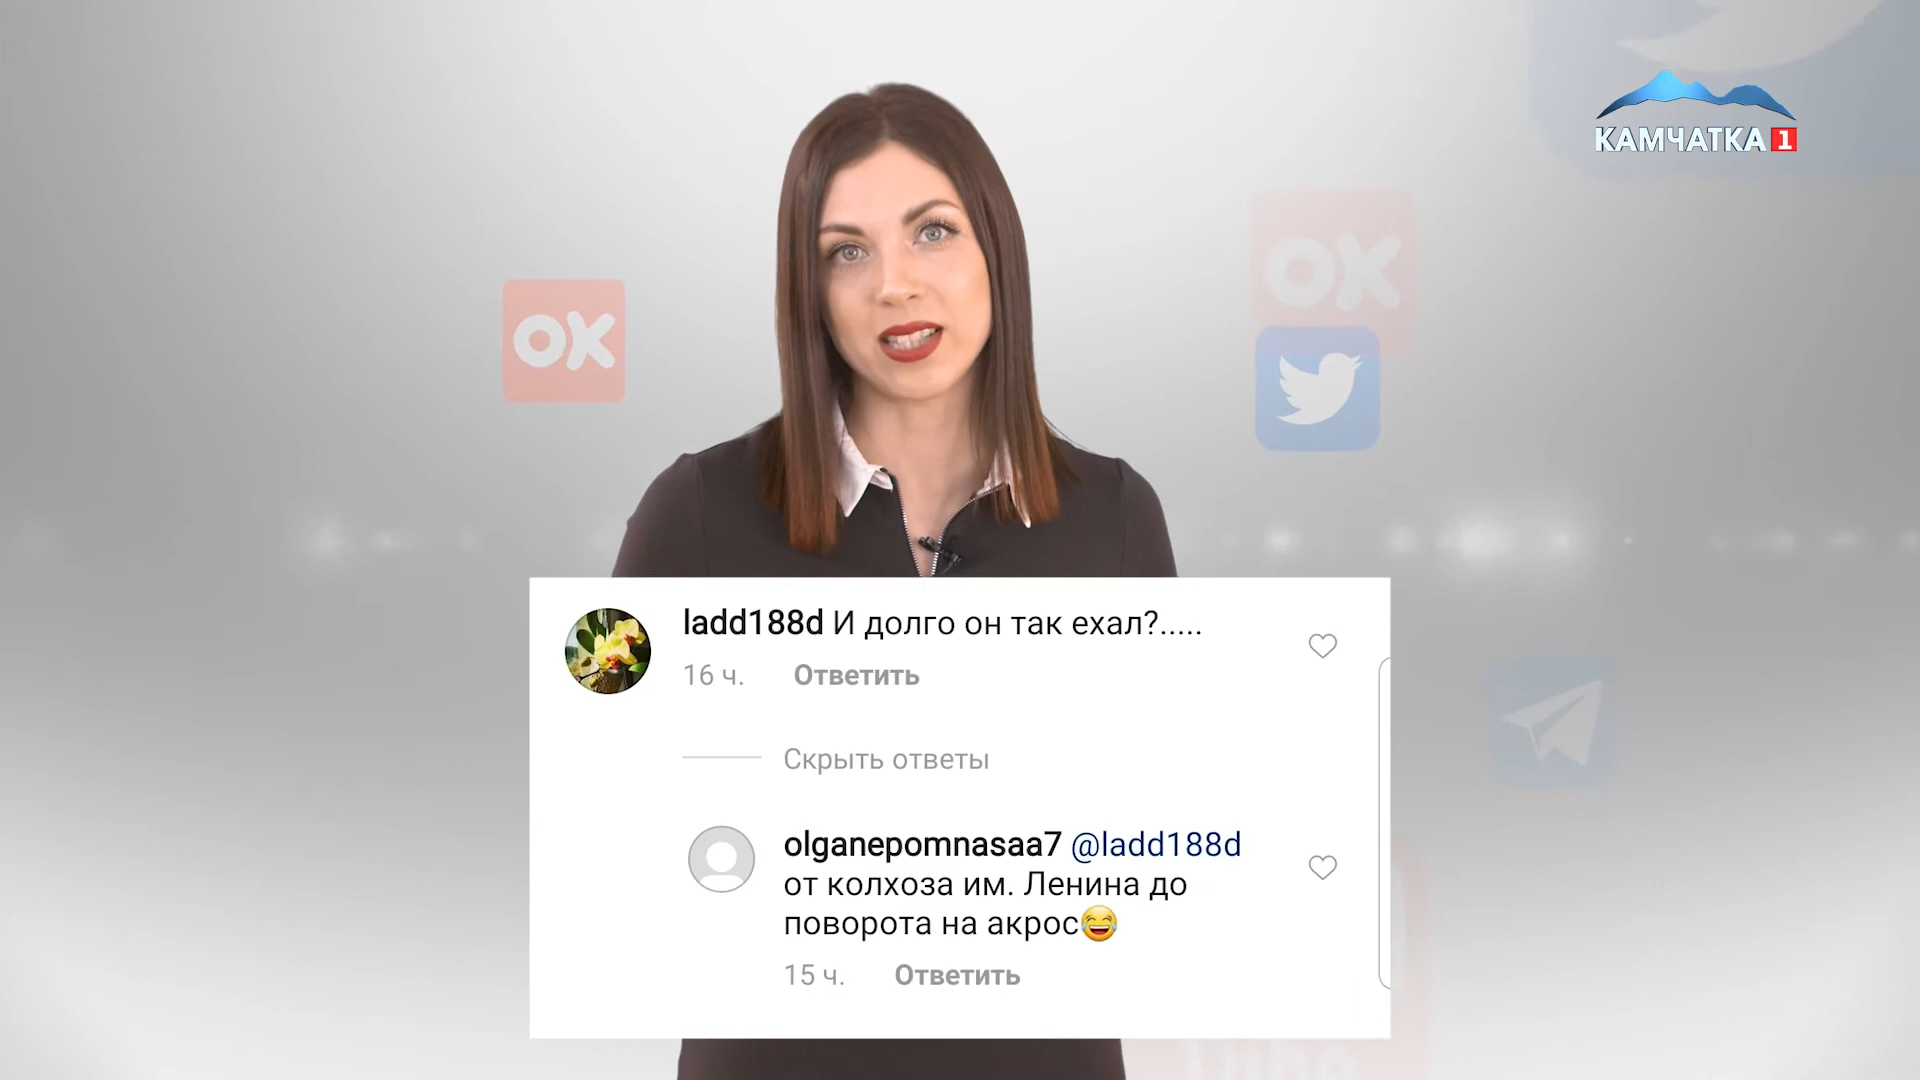 КАМЧАТКА 1
OK
OK
ladd188d И долго он так ехал?.....
16 ч. Ответить
Скрыть ответы
olganepomnasaa7 @ladd188d
от колхоза им. Ленина до
поворота на акрос😂
15 ч. Ответить